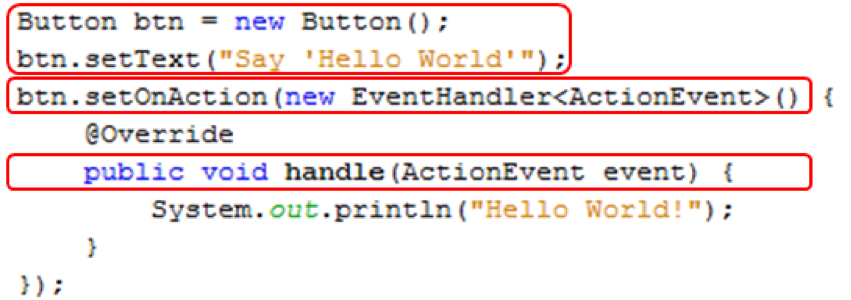 Button btn = new Button();
btn.setText("Say 'Hello World'");
btn.setOnAction(new EventHandler<ActionEvent>() {
@Override
public void handle(ActionEvent event) {
System.out.println("Hello World!");
}
});